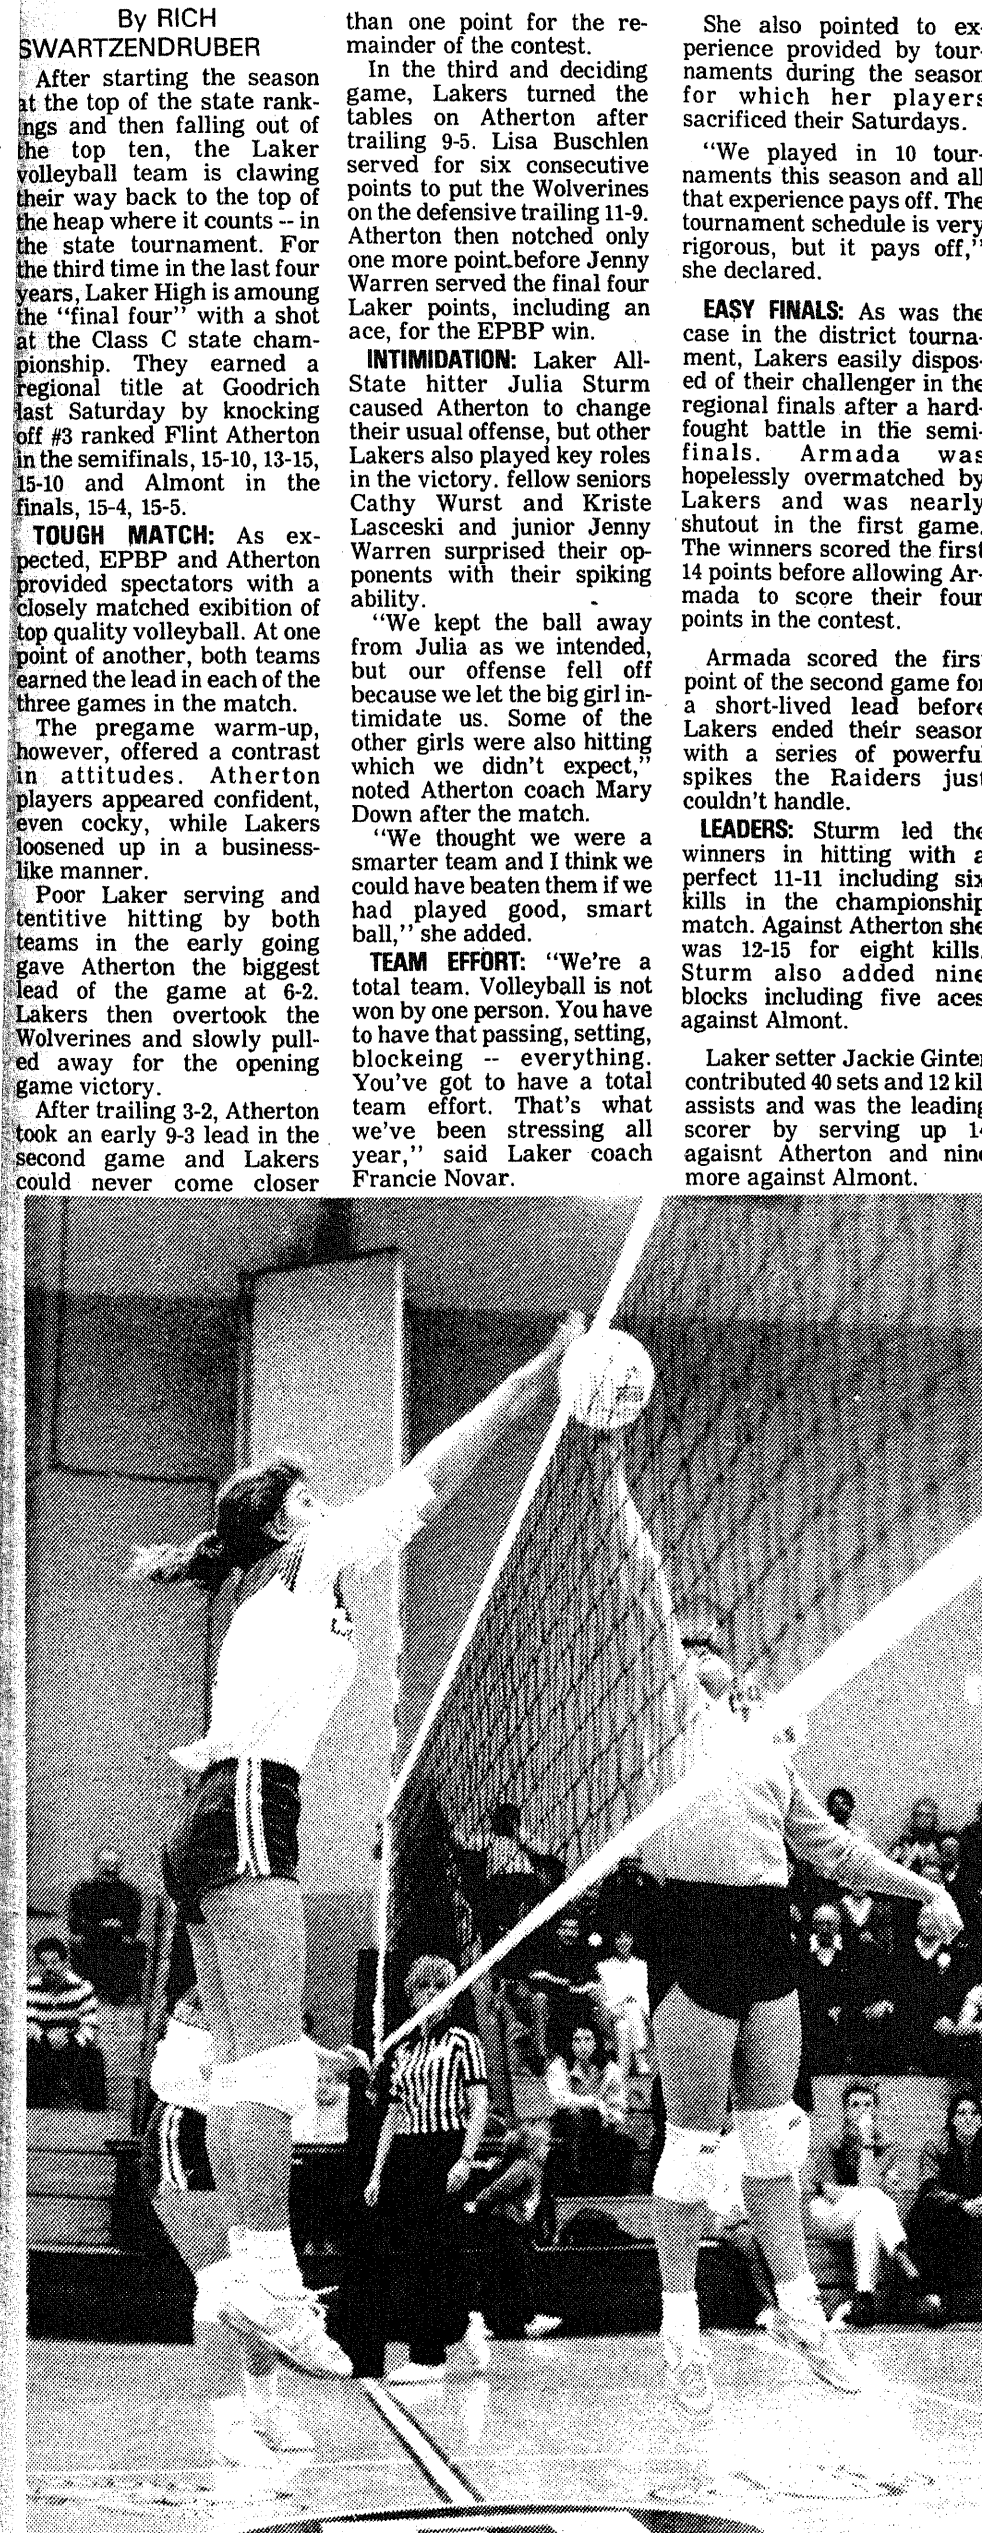 By RICH
SWARTZENDRUBER
After starting the season
at the top of the state rank-
ings and then falling out of
the top ten, the Laker
volleyball team is clawing
their way back to the top of
the heap where it counts -- in
the state tournament. For
the third time in the last four
years, Laker High is amoung
the "final four" with a shot
at the Class C state cham-
pionship. They earned a
regional title at Goodrich
last Saturday by knocking
off #3 ranked Flint Atherton
in the semifinals, 15-10, 13-15,
15-10 and Almont in the
finals, 15-4, 15-5.
TOUGH MATCH: As ex-
pected, EPBP and Atherton
provided spectators with a
closely matched exibition of
top quality volleyball. At one
point of another, both teams
earned the lead in each of the
three games in the match.
The pregame warm-up,
however, offered a contrast
in attitudes. Atherton
players appeared confident,
even cocky, while Lakers
loosened up in a business-
like manner.
Poor Laker serving and
tentitive hitting by both
teams in the early going
gave Atherton the biggest
lead of the game at 6-2.
Lakers then overtook the
Wolverines and slowly pull-
ed away for the opening
game victory.
After trailing 3-2, Atherton
took an early 9-3 lead in the
second game and Lakers
could never come closer
than one point for the re-
mainder of the contest.
In the third and deciding
game, Lakers turned the
tables on Atherton after
trailing 9-5. Lisa Buschlen
served for six consecutive
points to put the Wolverines
on the defensive trailing 11-9.
Atherton then notched only
one more point before Jenny
Warren served the final four
Laker points, including an
ace, for the EPBP win.
INTIMIDATION: Laker All-
State hitter Julia Sturm
caused Atherton to change
their usual offense, but other
Lakers also played key roles
in the victory. fellow seniors
Cathy Wurst and Kriste
Lasceski and junior Jenny
Warren surprised their op-
ponents with their spiking
ability.
"We kept the ball away
from Julia as we intended,
but our offense fell off
because we let the big girl in-
timidate us. Some of the
other girls were also hitting
which we didn't expect,"
noted Atherton coach Mary
Down after the match.
"We thought we were a
smarter team and I think we
could have beaten them if we
had played good, smart
ball," she added.
TEAM EFFORT: "We're a
total team. Volleyball is not
won by one person. You have
to have that passing, setting,
blockeing -- everything.
You've got to have a total
team effort. That's what
we've been stressing all
year," said Laker coach
Francie Novar.
She also pointed to ex-
perience provided by tour-
naments during the season
for which her players
sacrificed their Saturdays.
"We played in 10 tour-
naments this season and all
that experience pays off. The
tournament schedule is very
rigorous, but it pays off,"
she declared.
EASY FINALS: As was the
case in the district tourna-
ment, Lakers easily dispos-
ed of their challenger in the
regional finals after a hard-
fought battle in the semi-
finals. Armada was
hopelessly overmatched by
Lakers and was nearly
shutout in the first game.
The winners scored the first
14 points before allowing Ar-
mada to score their four
points in the contest.
Armada scored the first
point of the second game for
a short-lived lead before
Lakers ended their season
with a series of powerful
spikes the Raiders just
couldn't handle.
LEADERS: Sturm led the
winners in hitting with a
perfect 11-11 including six
kills in the championship
match. Against Atherton she
was 12-15 for eight kills.
Sturm also added nine
blocks including five aces
against Almont.
Laker setter Jackie Ginter
contributed 40 sets and 12 kill
assists and was the leading
scorer by serving up 14
agaisnt Atherton and nine
more against Almont.